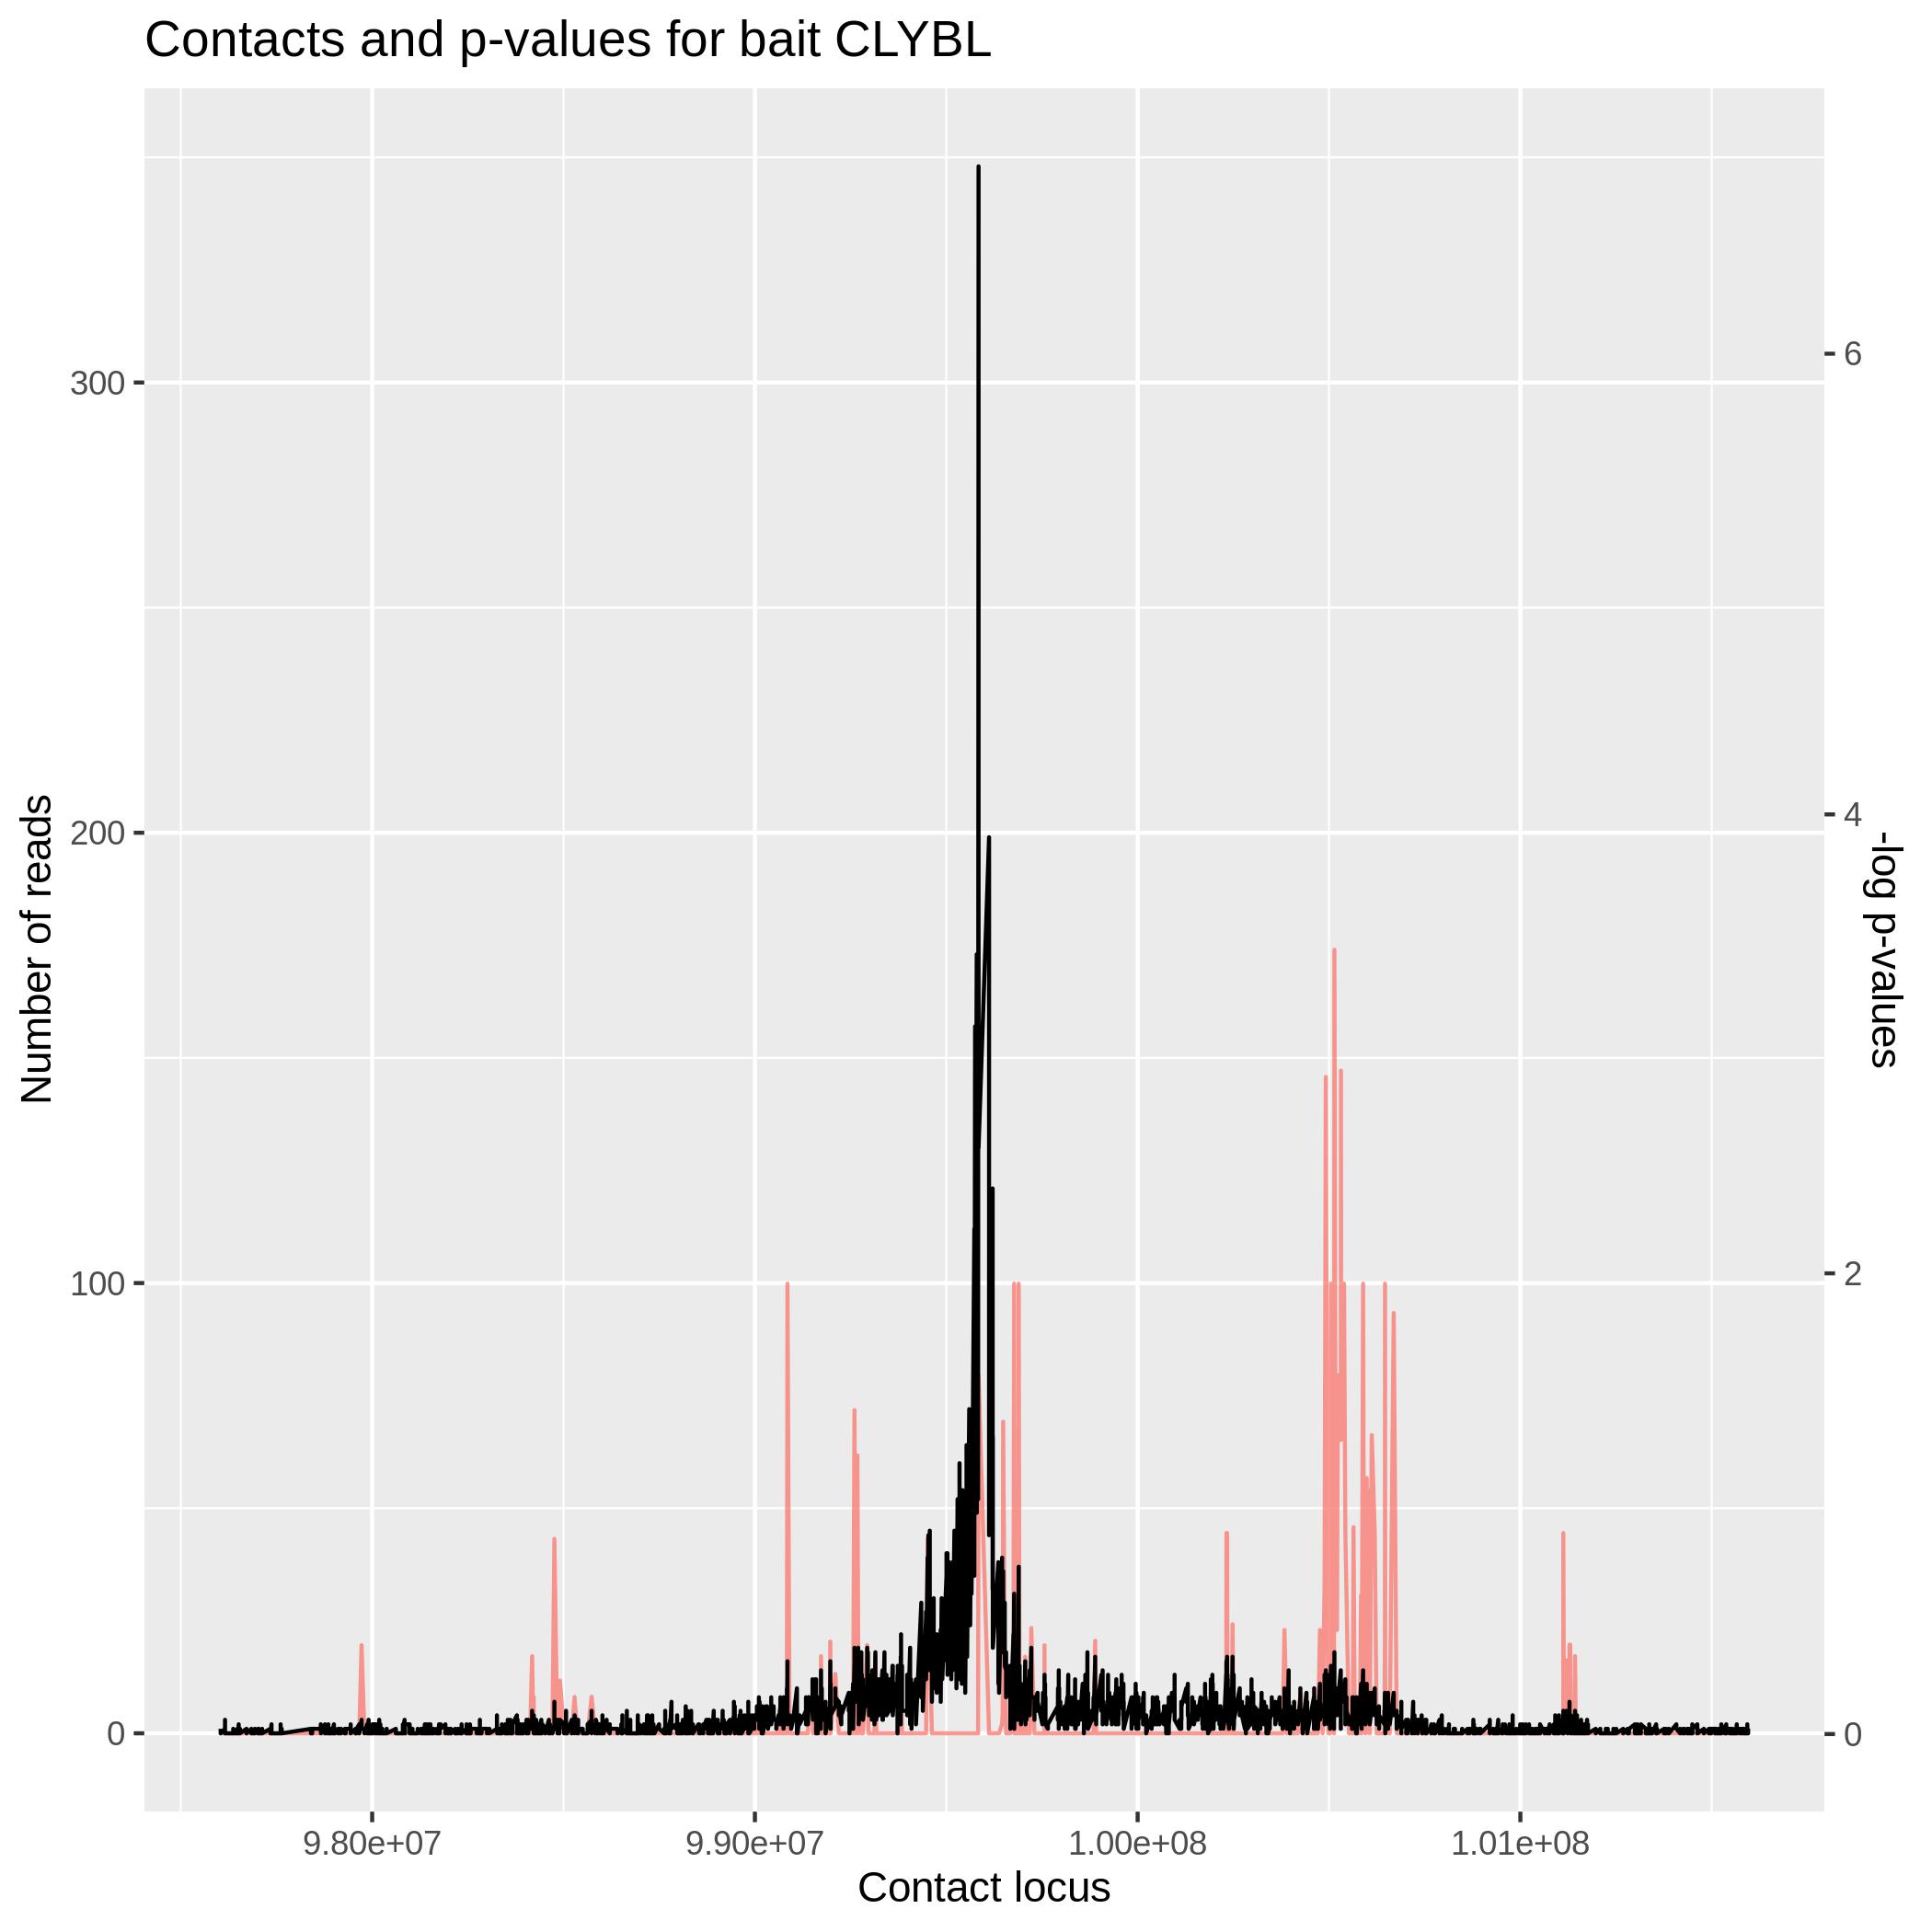 Contacts and p-values for bait CLYBL
Number of reads
300
200
100
0
6
4
2
0
-log p-values
9.80e+07
9.90e+07
1.00e+08
1.01e+08
Contact locus